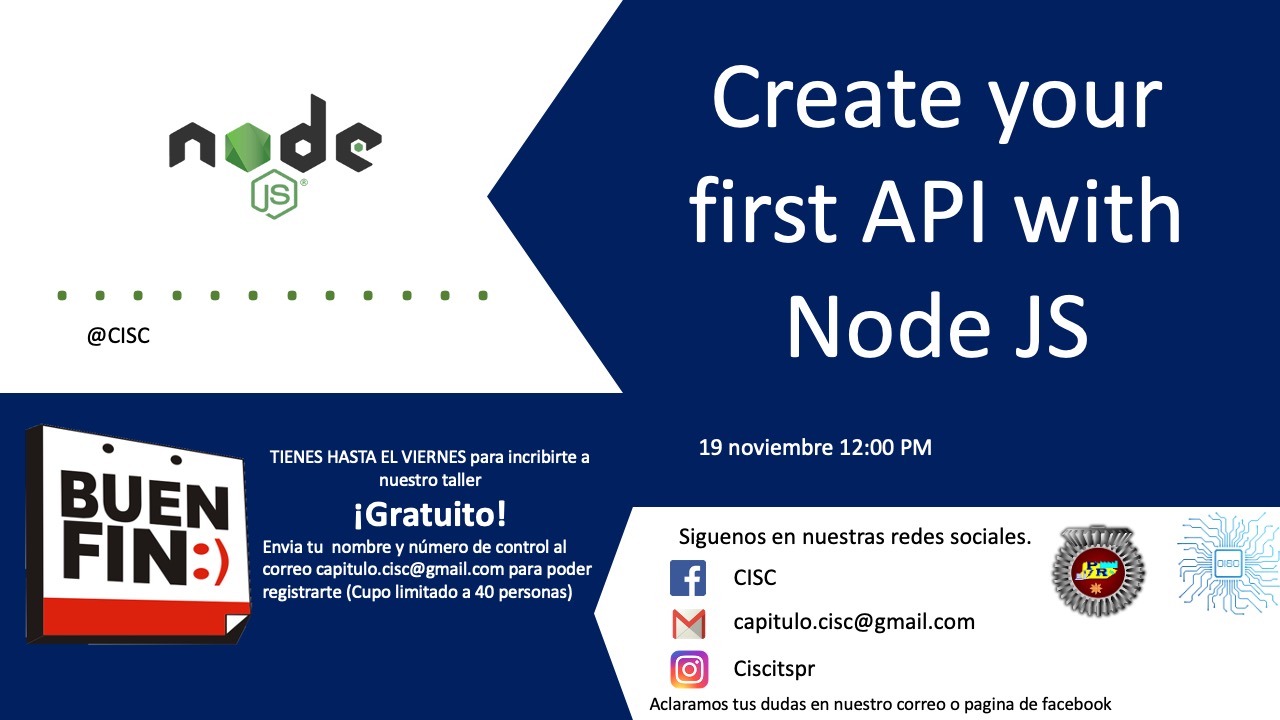 node
JS®
@CISC
Create your
first API with
Node JS
19 noviembre 12:00 PM
BUEN
FIN:)
TIENES HASTA EL VIERNES para incribirte a
nuestro taller
¡Gratuito!
Envia tu nombre y número de control al
correo capitulo.cisc@gmail.com para poder
registrarte (Cupo limitado a 40 personas)
Siguenos en nuestras redes sociales.
CISC
capitulo.cisc@gmail.com
Ciscitspr
Aclaramos tus dudas en nuestro correo o pagina de facebook
CISC